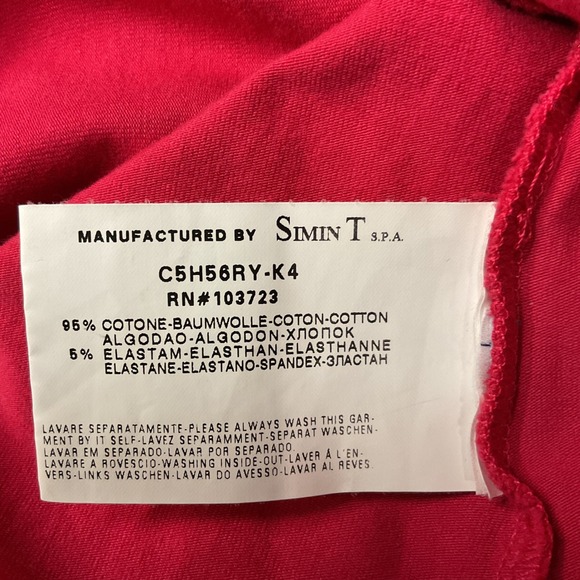 MANUFACTURED BY SIMIN T S.P.A.
C5H56RY-K4
RN#103723
95% COTONE-BAUMWOLLE-COTON-COTTON
ALGODAO-ALGODON-ХЛОПОК
5% ELASTAM-ELASTHAN-ELASTHANNE
ELASTANE-ELASTANO-SPANDEX-ЭЛАСТАН
LAVARE SEPARATAMENTE-PLEASE ALWAYS WASH THIS GAR-
MENT BY IT SELF-LAVEZ SEPARAMMENT-SEPARAT WASCHEN-
LAVAR EM SEPARADO-LAVAR POR SEPARADO
LAVARE A ROVESCIO-WASHING INSIDE-OUT-LAVER Á L'EN-
VERS-LINKS WASCHEN-LAVAR DO AVESSO-LAVAR AL REVES.